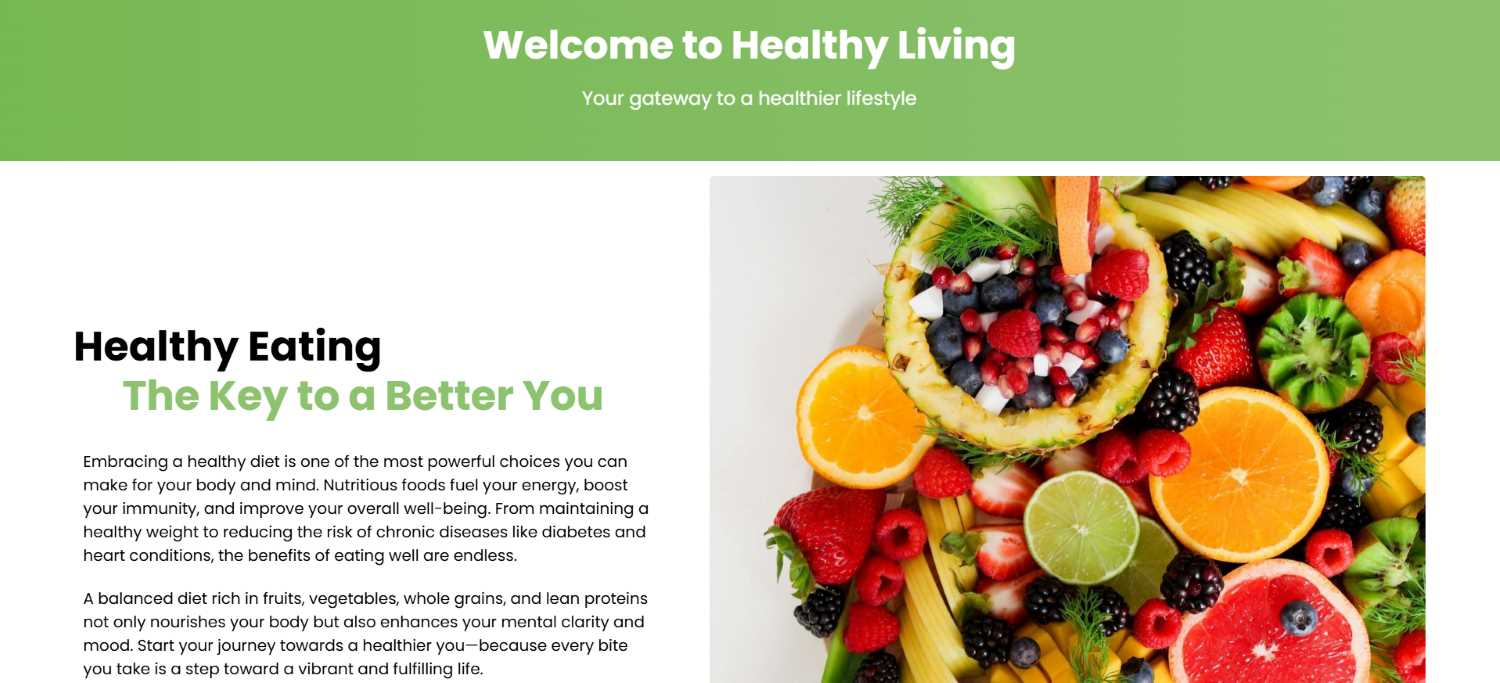 Welcome to Healthy Living
Your gateway to a healthier lifestyle
Healthy Eating
The Key to a Better You
Embracing a healthy diet is one of the most powerful choices you can
make for your body and mind. Nutritious foods fuel your energy, boost
your immunity, and improve your overall well-being. From maintaining a
healthy weight to reducing the risk of chronic diseases like diabetes and
heart conditions, the benefits of eating well are endless.
A balanced diet rich in fruits, vegetables, whole grains, and lean proteins
not only nourishes your body but also enhances your mental clarity and
mood. Start your journey towards a healthier you—because every bite
you take is a step toward a vibrant and fulfilling life.